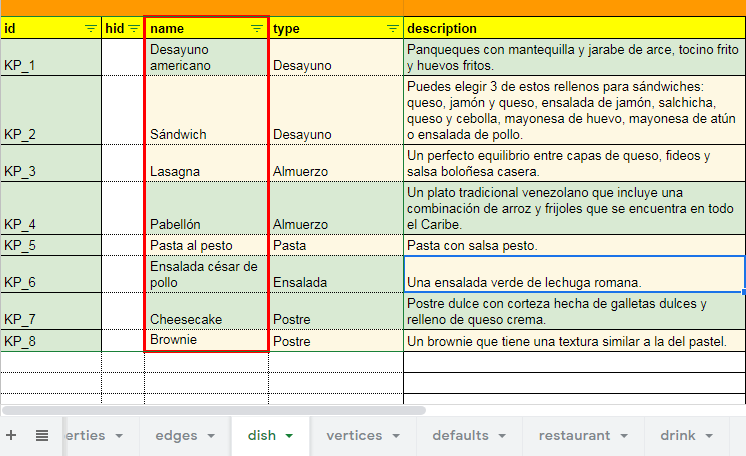 id hid name type description
KP_1
Desayuno
americano
Desayuno
Panqueques con mantequilla y jarabe de arce, tocino frito
y huevos fritos.
KP_2
Sándwich
Desayuno
Puedes elegir 3 de estos rellenos para sándwiches:
queso, jamón y queso, ensalada de jamón, salchicha,
queso y cebolla, mayonesa de huevo, mayonesa de atún
o ensalada de pollo.
KP_3
Lasagna
Almuerzo
Un perfecto equilibrio entre capas de queso, fideos y
salsa boloñesa casera.
KP_4
Pabellón
Almuerzo
Un plato tradicional venezolano que incluye una
combinación de arroz y frijoles que se encuentra en todo
el Caribe.
KP_5
Pasta al pesto
Pasta
Pasta con salsa pesto.
KP_6
Ensalada césar de
pollo
Ensalada
Una ensalada verde de lechuga romana.
KP_7
Cheesecake
Postre
Postre dulce con corteza hecha de galletas dulces y
relleno de queso crema.
KP_8
Brownie
Postre
Un brownie que tiene una textura similar a la del pastel.
erties edges dish vertices defaults restaurant drink